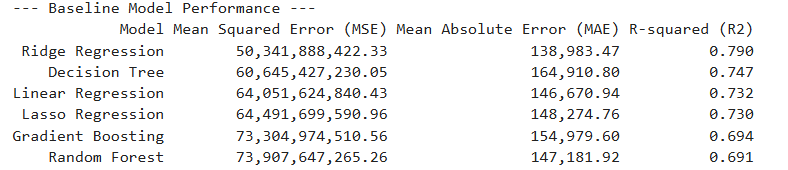 --- Baseline Model Performance ---
Model Mean Squared Error (MSE) Mean Absolute Error (MAE) R-squared (R2)
Ridge Regression 50,341,888,422.33 138,983.47 0.790
Decision Tree 60,645,427,230.05 164,910.80 0.747
Linear Regression 64,051,624,840.43 146,670.94 0.732
Lasso Regression 64,491,699,590.96 148,274.76 0.730
Gradient Boosting 73,304,974,510.56 154,979.60 0.694
Random Forest 73,907,647,265.26 147,181.92 0.691